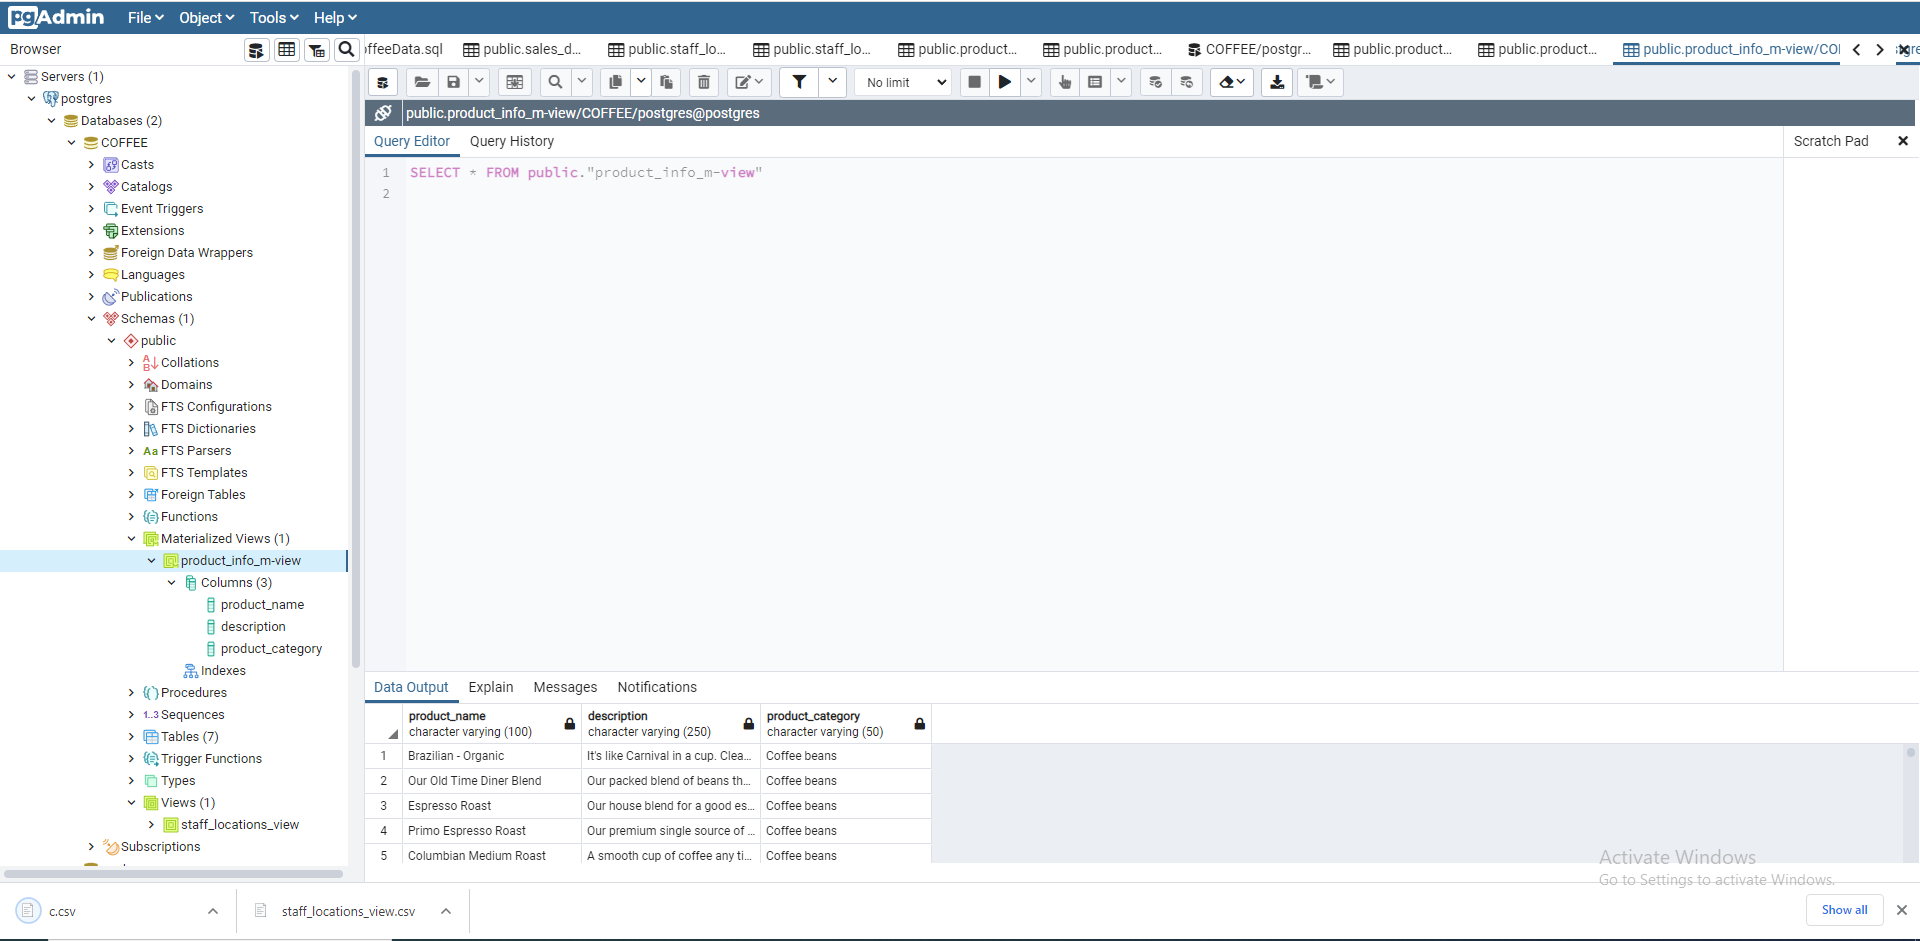 pgAdmin File Object Tools Help
Browser
ffeeData.sql public.sales_d... public.staff_lo... public.staff_lo... public.product... public.product... COFFEE/postgr... public.product... public.product... public.product_info_m-view/COI
No limit
public.product_info_m-view/COFFEE/postgres@postgres
Query Editor Query History
Scratch Pad
1 SELECT * FROM public."product_info_m-view"
2
Servers (1)
postgres
Databases (2)
COFFEE
Casts
Catalogs
Event Triggers
Extensions
Foreign Data Wrappers
Languages
Publications
Schemas (1)
public
Collations
Domains
FTS Configurations
FTS Dictionaries
Aa FTS Parsers
FTS Templates
Foreign Tables
Functions
Materialized Views (1)
product_info_m-view
Columns (3)
product_name
description
product_category
Indexes
Procedures
1..3 Sequences
Tables (7)
Trigger Functions
Types
Views (1)
staff_locations_view
Subscriptions
Data Output Explain Messages Notifications
product_name description product_category
character varying (100) character varying (250) character varying (50)
1 Brazilian - Organic It's like Carnival in a cup. Clea... Coffee beans
2 Our Old Time Diner Blend Our packed blend of beans th... Coffee beans
3 Espresso Roast Our house blend for a good es... Coffee beans
4 Primo Espresso Roast Our premium single source of ... Coffee beans
5 Columbian Medium Roast A smooth cup of coffee any ti... Coffee beans
Activate Windows
Go to Settings to activate Windows.
c.csv staff_locations_view.csv Show all